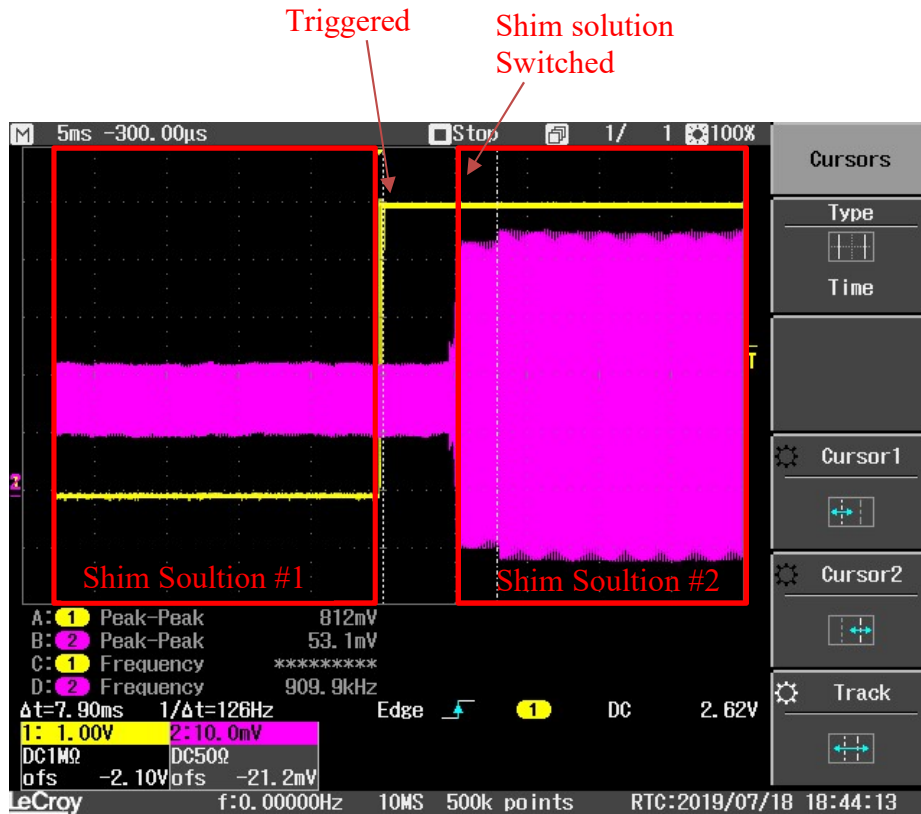 Triggered
Shim solution
Switched
M 5ms -300.00μs Stop 1/ 1 100%
Cursors
Type
Time
T
Cursor1
2
Shim Soultion #1
Shim Soultion #2
Cursor2
A: 1 Peak-Peak 812mV
B: 2 Peak-Peak 53.1mV
C: 1 Frequency *********
D: 2 Frequency 909.9kHz
Δt=7.90ms 1/Δt=126Hz Edge 1 DC 2.62V
Track
1: 1.00V 2:10.0mV
DC1MΩ DC50Ω
ofs -2.10V ofs -21.2mV
LeCroy f:0.00000Hz 10MS 500k points RTC:2019/07/18 18:44:13